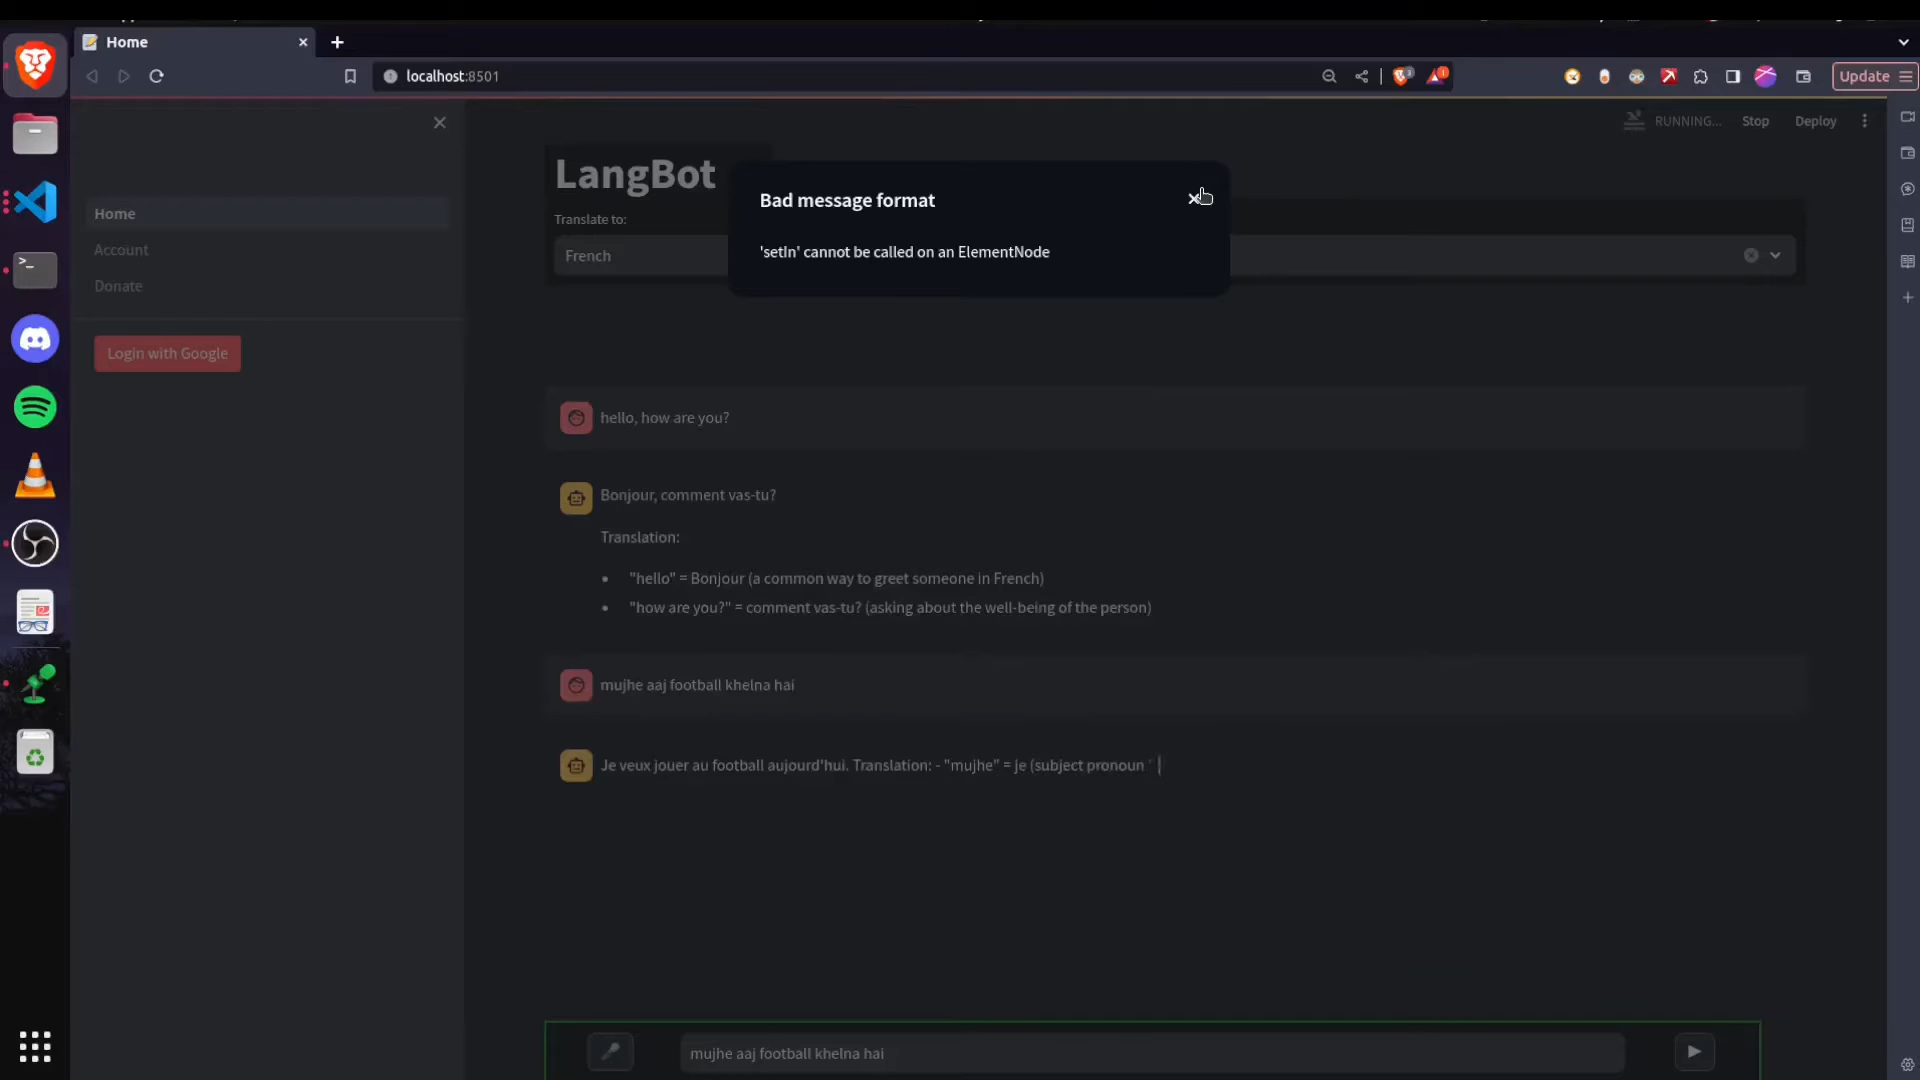 Home
localhost:8501
Update
RUNNING...
Stop
Deploy
Home
Account
Donate
Login with Google
LangBot
Translate to:
French
Bad message format
'setIn' cannot be called on an ElementNode
hello, how are you?
Bonjour, comment vas-tu?
Translation:
"hello" = Bonjour (a common way to greet someone in French)
"how are you?" = comment vas-tu? (asking about the well-being of the person)
mujhe aaj football khelna hai
Je veux jouer au football aujourd'hui. Translation: - "mujhe" = je (subject pronoun
mujhe aaj football khelna hai